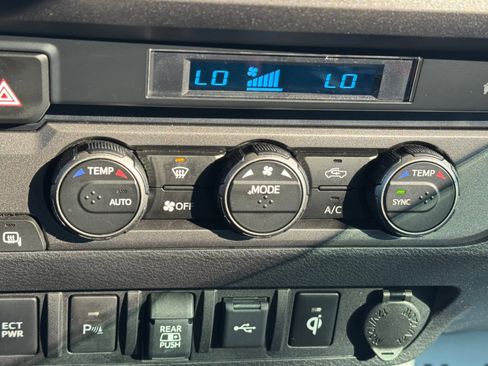 LO LO
TEMP MODE TEMP
AUTO OFF A/C SYNC
ECT PWR
P
REAR PUSH